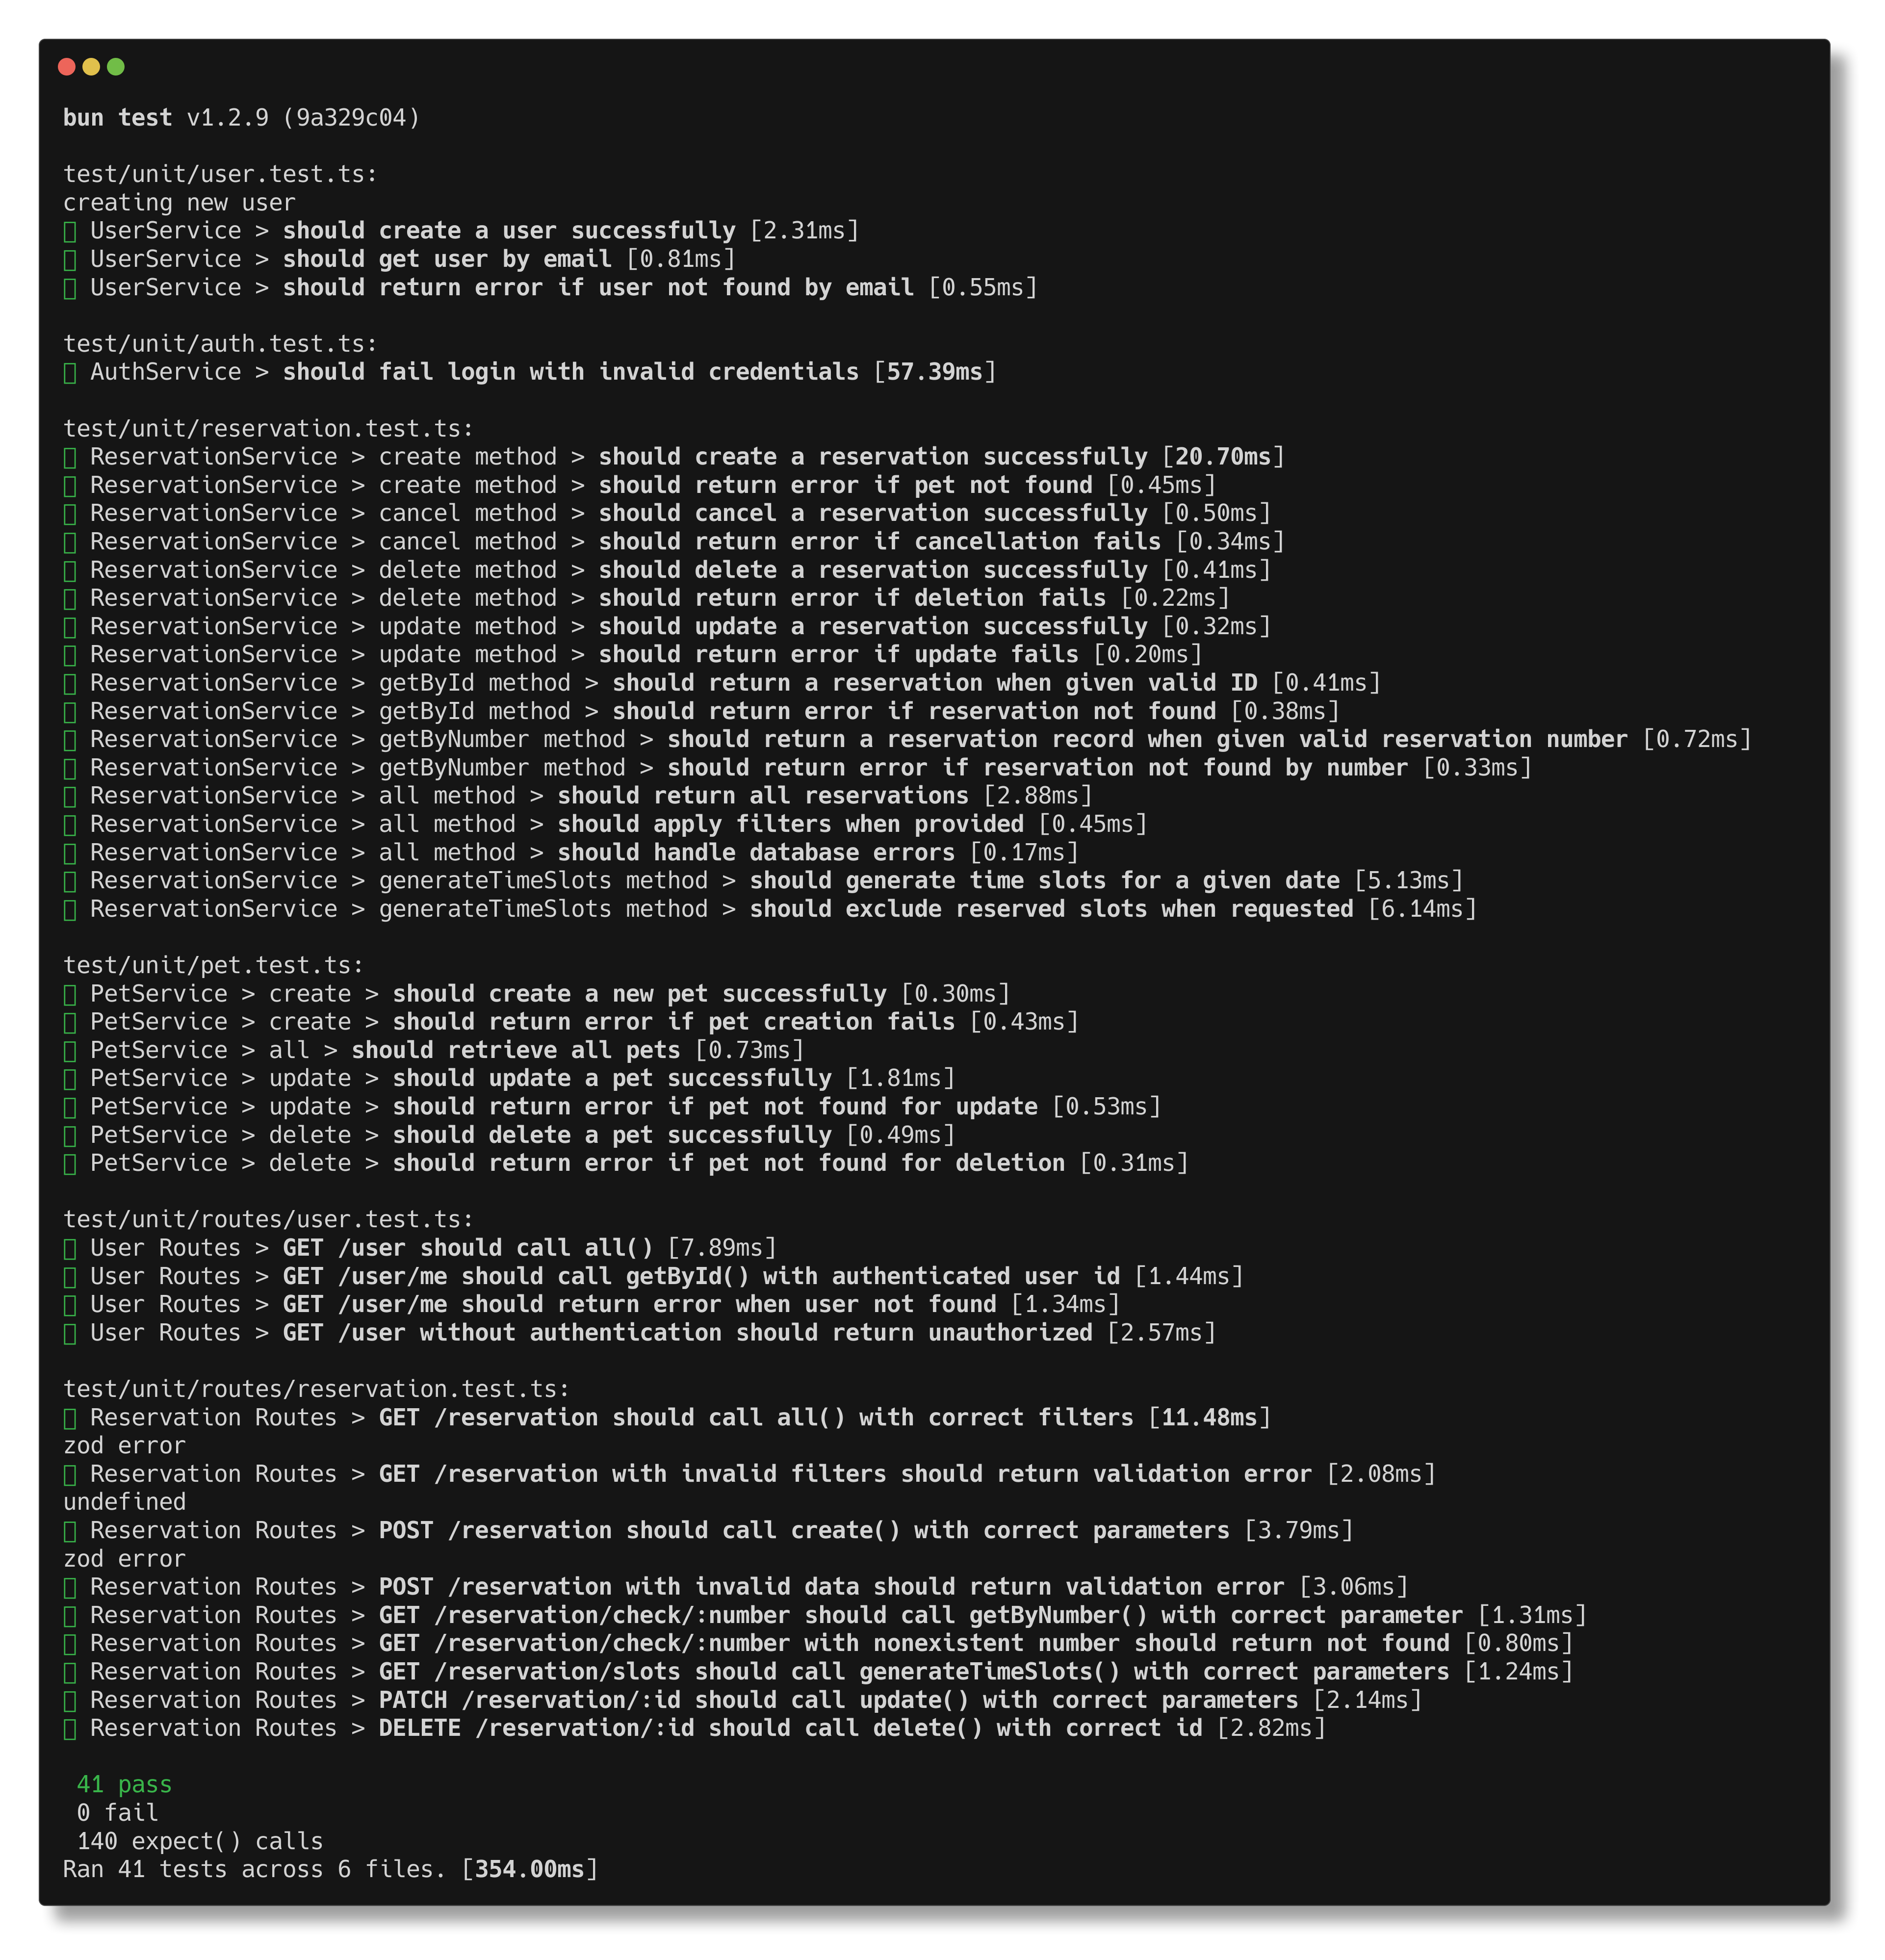 bun test v1.2.9 (9a329c04)

test/unit/user.test.ts:
creating new user
▯ UserService > should create a user successfully [2.31ms]
▯ UserService > should get user by email [0.81ms]
▯ UserService > should return error if user not found by email [0.55ms]

test/unit/auth.test.ts:
▯ AuthService > should fail login with invalid credentials [57.39ms]

test/unit/reservation.test.ts:
▯ ReservationService > create method > should create a reservation successfully [20.70ms]
▯ ReservationService > create method > should return error if pet not found [0.45ms]
▯ ReservationService > cancel method > should cancel a reservation successfully [0.50ms]
▯ ReservationService > cancel method > should return error if cancellation fails [0.34ms]
▯ ReservationService > delete method > should delete a reservation successfully [0.41ms]
▯ ReservationService > delete method > should return error if deletion fails [0.22ms]
▯ ReservationService > update method > should update a reservation successfully [0.32ms]
▯ ReservationService > update method > should return error if update fails [0.20ms]
▯ ReservationService > getById method > should return a reservation when given valid ID [0.41ms]
▯ ReservationService > getById method > should return error if reservation not found [0.38ms]
▯ ReservationService > getByNumber method > should return a reservation record when given valid reservation number [0.72ms]
▯ ReservationService > getByNumber method > should return error if reservation not found by number [0.33ms]
▯ ReservationService > all method > should return all reservations [2.88ms]
▯ ReservationService > all method > should apply filters when provided [0.45ms]
▯ ReservationService > all method > should handle database errors [0.17ms]
▯ ReservationService > generateTimeSlots method > should generate time slots for a given date [5.13ms]
▯ ReservationService > generateTimeSlots method > should exclude reserved slots when requested [6.14ms]

test/unit/pet.test.ts:
▯ PetService > create > should create a new pet successfully [0.30ms]
▯ PetService > create > should return error if pet creation fails [0.43ms]
▯ PetService > all > should retrieve all pets [0.73ms]
▯ PetService > update > should update a pet successfully [1.81ms]
▯ PetService > update > should return error if pet not found for update [0.53ms]
▯ PetService > delete > should delete a pet successfully [0.49ms]
▯ PetService > delete > should return error if pet not found for deletion [0.31ms]

test/unit/routes/user.test.ts:
▯ User Routes > GET /user should call all() [7.89ms]
▯ User Routes > GET /user/me should call getById() with authenticated user id [1.44ms]
▯ User Routes > GET /user/me should return error when user not found [1.34ms]
▯ User Routes > GET /user without authentication should return unauthorized [2.57ms]

test/unit/routes/reservation.test.ts:
▯ Reservation Routes > GET /reservation should call all() with correct filters [11.48ms]
zod error
▯ Reservation Routes > GET /reservation with invalid filters should return validation error [2.08ms]
undefined
▯ Reservation Routes > POST /reservation should call create() with correct parameters [3.79ms]
zod error
▯ Reservation Routes > POST /reservation with invalid data should return validation error [3.06ms]
▯ Reservation Routes > GET /reservation/check/:number should call getByNumber() with correct parameter [1.31ms]
▯ Reservation Routes > GET /reservation/check/:number with nonexistent number should return not found [0.80ms]
▯ Reservation Routes > GET /reservation/slots should call generateTimeSlots() with correct parameters [1.24ms]
▯ Reservation Routes > PATCH /reservation/:id should call update() with correct parameters [2.14ms]
▯ Reservation Routes > DELETE /reservation/:id should call delete() with correct id [2.82ms]

41 pass
0 fail
140 expect() calls
Ran 41 tests across 6 files. [354.00ms]